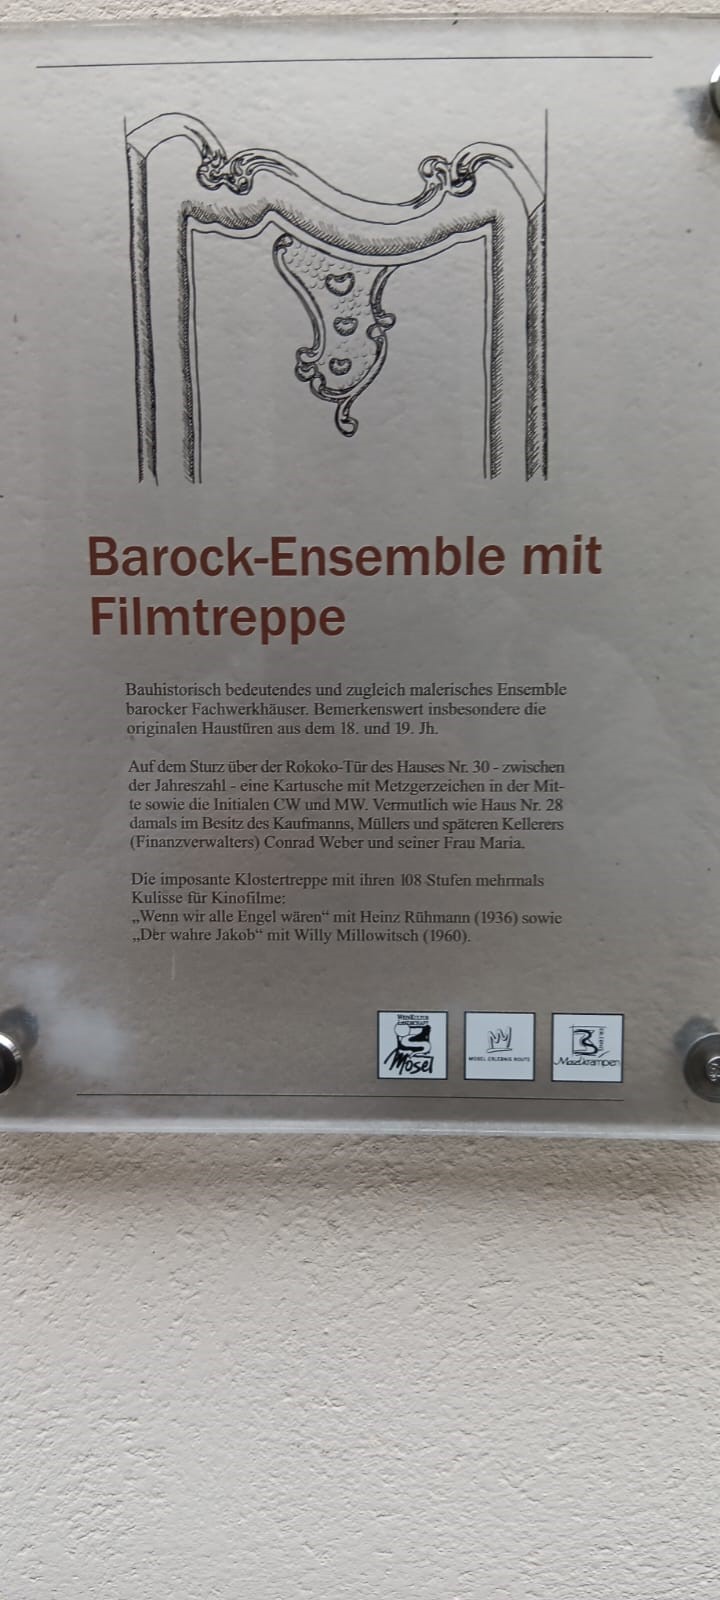 Barock-Ensemble mit
Filmtreppe
Bauhistorisch bedeutendes und zugleich malerisches Ensemble
barocker Fachwerkhäuser. Bemerkenswert insbesondere die
originalen Haustüren aus dem 18. und 19. Jh.
Auf dem Sturz über der Rokoko-Tür des Hauses Nr. 30 - zwischen
der Jahreszahl - eine Kartusche mit Metzgerzeichen in der Mit-
te sowie die Initialen CW und MW. Vermutlich wie Haus Nr. 28
damals im Besitz des Kaufmanns, Müllers und späteren Kellerers
(Finanzverwalters) Conrad Weber und seiner Frau Maria.
Die imposante Klostertreppe mit ihren 108 Stufen mehrmals
Kulisse für Kinofilme:
„Wenn wir alle Engel wären“ mit Heinz Rühmann (1936) sowie
„Der wahre Jakob“ mit Willy Millowitsch (1960).
WEINKULTUR
LANDSCHAFT
Mosel
MOSEL ERLEBNIS ROUTE
Moselkrampen